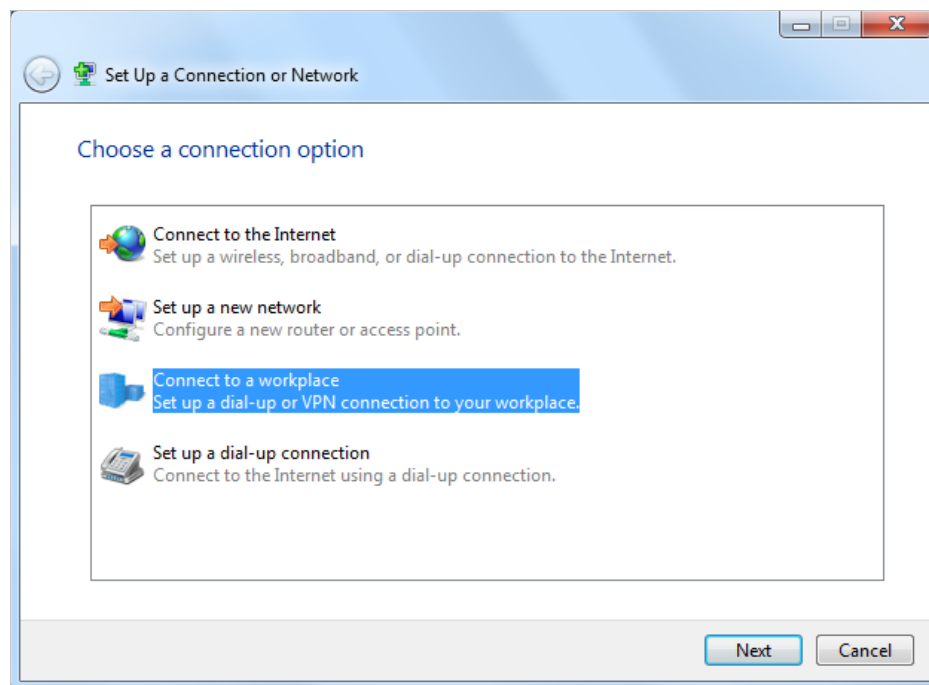 Set Up a Connection or Network
Choose a connection option
Connect to the Internet
Set up a wireless, broadband, or dial-up connection to the Internet.
Set up a new network
Configure a new router or access point.
Connect to a workplace
Set up a dial-up or VPN connection to your workplace.
Set up a dial-up connection
Connect to the Internet using a dial-up connection.
Next Cancel